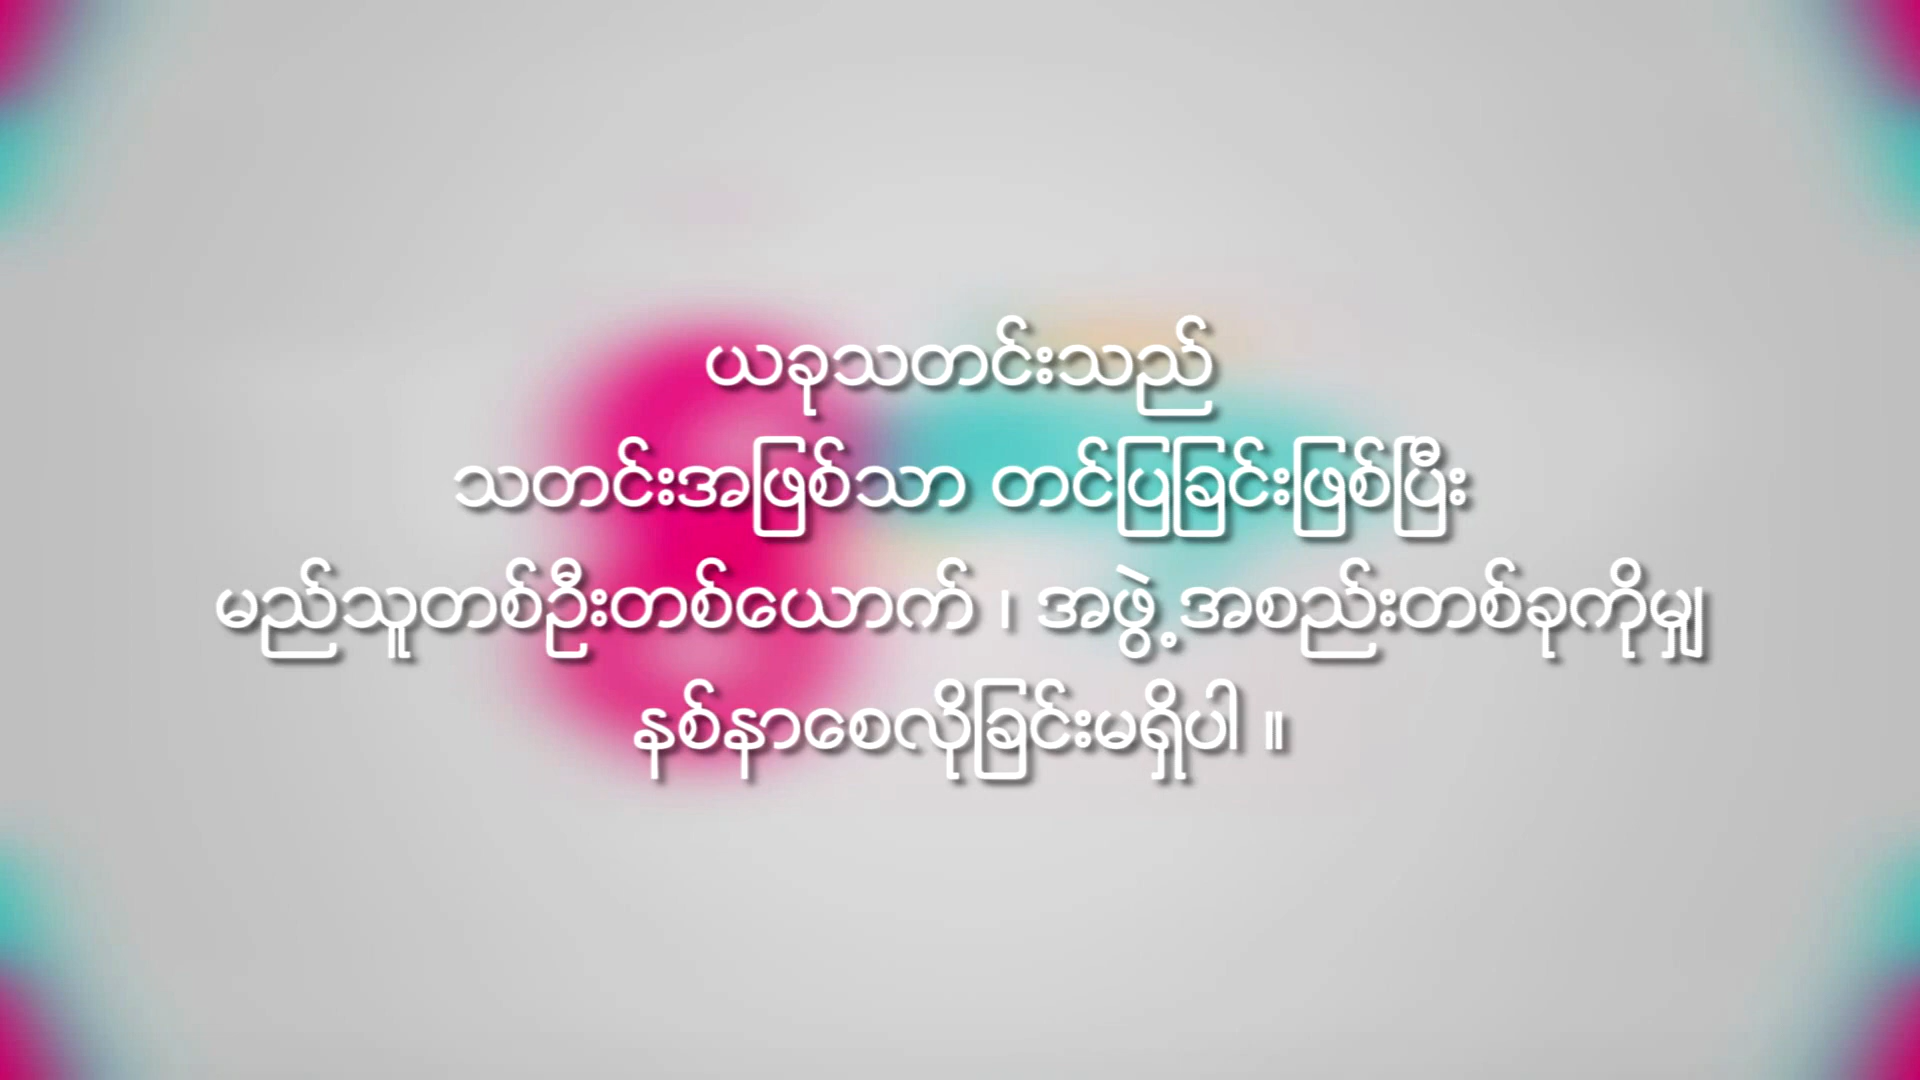 ယခုသတင်းသည်
သတင်းအဖြစ်သာ တင်ပြခြင်းဖြစ်ပြီး
မည်သူတစ်ဦးတစ်ယောက် ၊ အဖွဲ့အစည်းတစ်ခုကိုမျှ
နစ်နာစေလိုခြင်းမရှိပါ ။